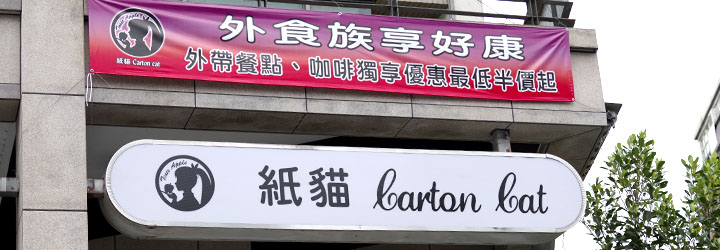 外食族享好康
外帶餐點、咖啡獨享優惠最低半價起
紙貓 Carton cat
紙貓 Carton Cat